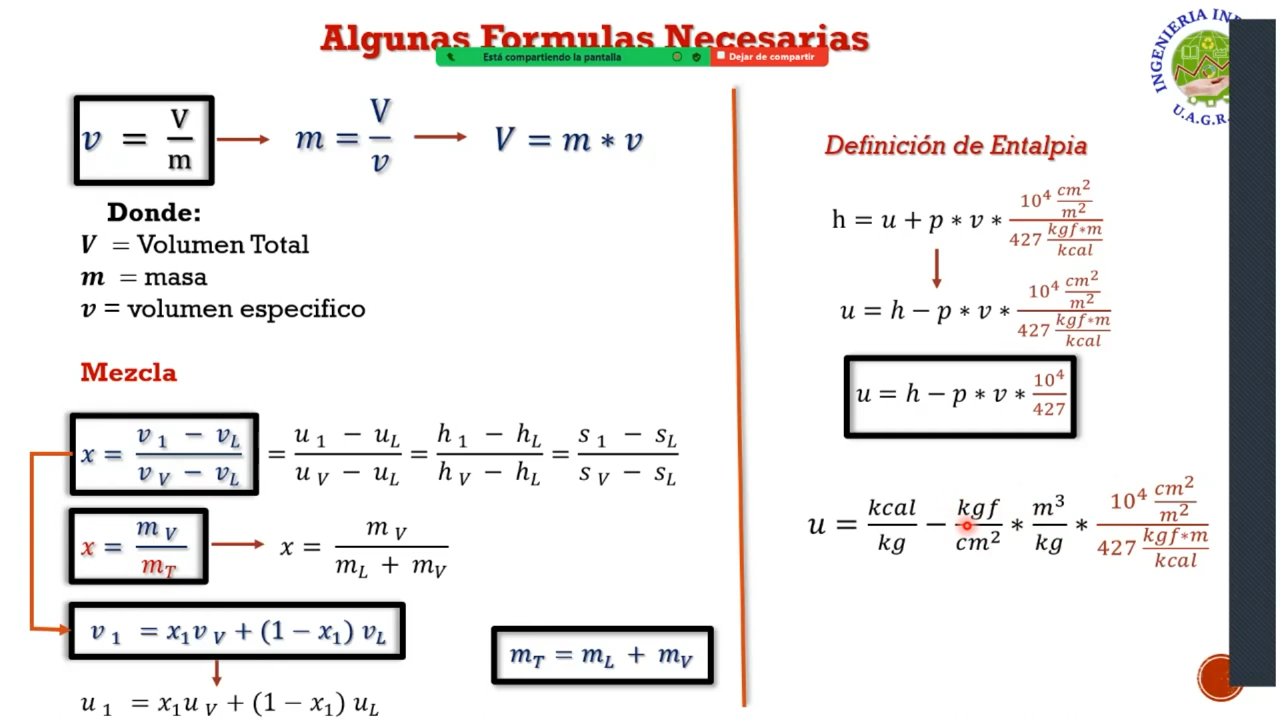 Algunas Formulas Necesarias
Está compartiendo la pantalla
Dejar de compartir
INGENIERIA IN
U.A.G.R.
v = V/m → m = V/v → V = m * v
Donde:
V = Volumen Total
m = masa
v = volumen especifico
Mezcla
x = (v₁ − v_L)/(v_V − v_L) = (u₁ − u_L)/(u_V − u_L) = (h₁ − h_L)/(h_V − h_L) = (s₁ − s_L)/(s_V − s_L)
x = m_V/m_T → x = m_V/(m_L + m_V)
v₁ = x₁v_V + (1 − x₁) v_L
u₁ = x₁u_V + (1 − x₁) u_L
m_T = m_L + m_V
Definición de Entalpia
h = u + p * v * (10⁴ cm²/m²)/(427 kgf*m/kcal)
u = h − p * v * (10⁴ cm²/m²)/(427 kgf*m/kcal)
u = h − p * v * 10⁴/427
u = kcal/kg − kgf/cm² * m³/kg * (10⁴ cm²/m²)/(427 kgf*m/kcal)